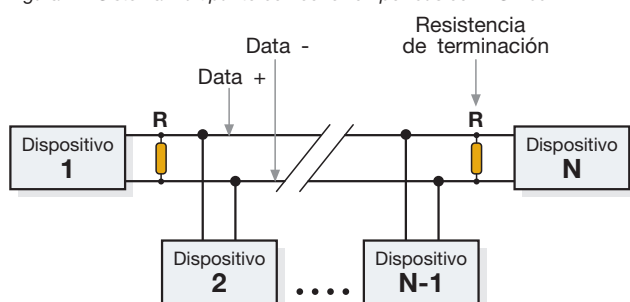 Resistencia
de terminación
Data -
Data +
R
R
Dispositivo
1
Dispositivo
N
Dispositivo
2
....
Dispositivo
N-1